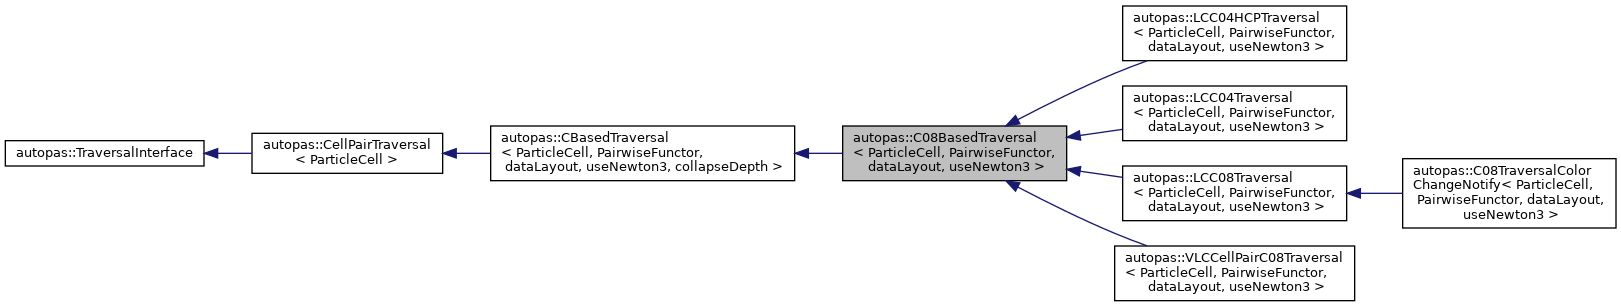 autopas::TraversalInterface
autopas::CellPairTraversal
< ParticleCell >
autopas::CBasedTraversal
< ParticleCell, PairwiseFunctor,
dataLayout, useNewton3, collapseDepth >
autopas::C08BasedTraversal
< ParticleCell, PairwiseFunctor,
dataLayout, useNewton3 >
autopas::LCC04HCPTraversal
< ParticleCell, PairwiseFunctor,
dataLayout, useNewton3 >
autopas::LCC04Traversal
< ParticleCell, PairwiseFunctor,
dataLayout, useNewton3 >
autopas::LCC08Traversal
< ParticleCell, PairwiseFunctor,
dataLayout, useNewton3 >
autopas::VLCCellPairC08Traversal
< ParticleCell, PairwiseFunctor,
dataLayout, useNewton3 >
autopas::C08TraversalColor
ChangeNotify< ParticleCell,
PairwiseFunctor, dataLayout,
useNewton3 >